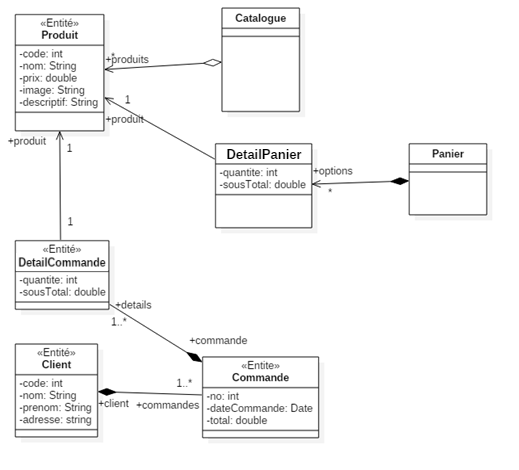 «Entité»
Produit
-code: int
-nom: String
-prix: double
-image: String
-descriptif: String
Catalogue
*
+produits
1
+produit
+produit
1
DetailPanier
-quantite: int
-sousTotal: double
+options
*
Panier
1
«Entité»
DetailCommande
-quantite: int
-sousTotal: double
+details
1..*
+commande
«Entité»
Client
-code: int
-nom: String
-prenom: String
-adresse: string
+client
1..*
+commandes
«Entite»
Commande
-no: int
-dateCommande: Date
-total: double